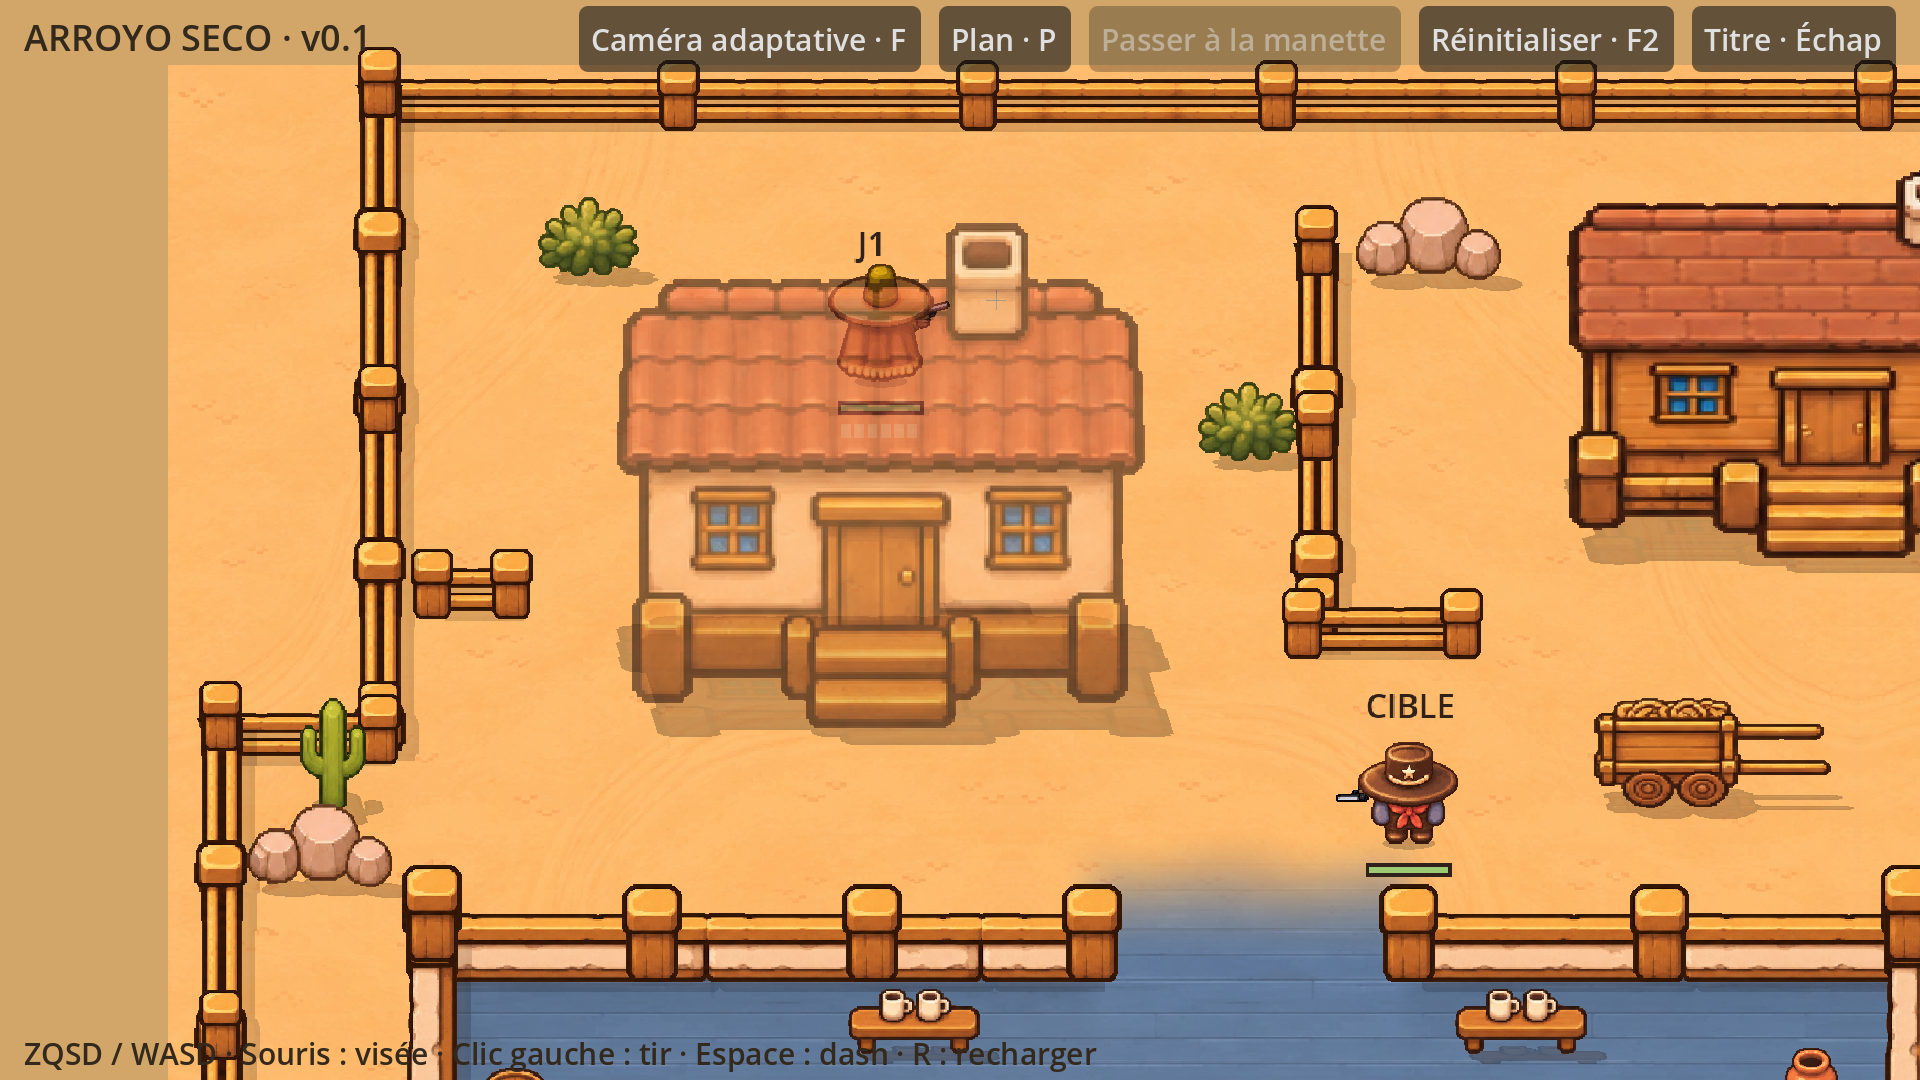 ARROYO SECO · v0.1
Caméra adaptative · F
Plan · P
Passer à la manette
Réinitialiser · F2
Titre · Échap
J1
CIBLE
ZQSD / WASD · Souris : visée · Clic gauche : tir · Espace : dash · R : recharger